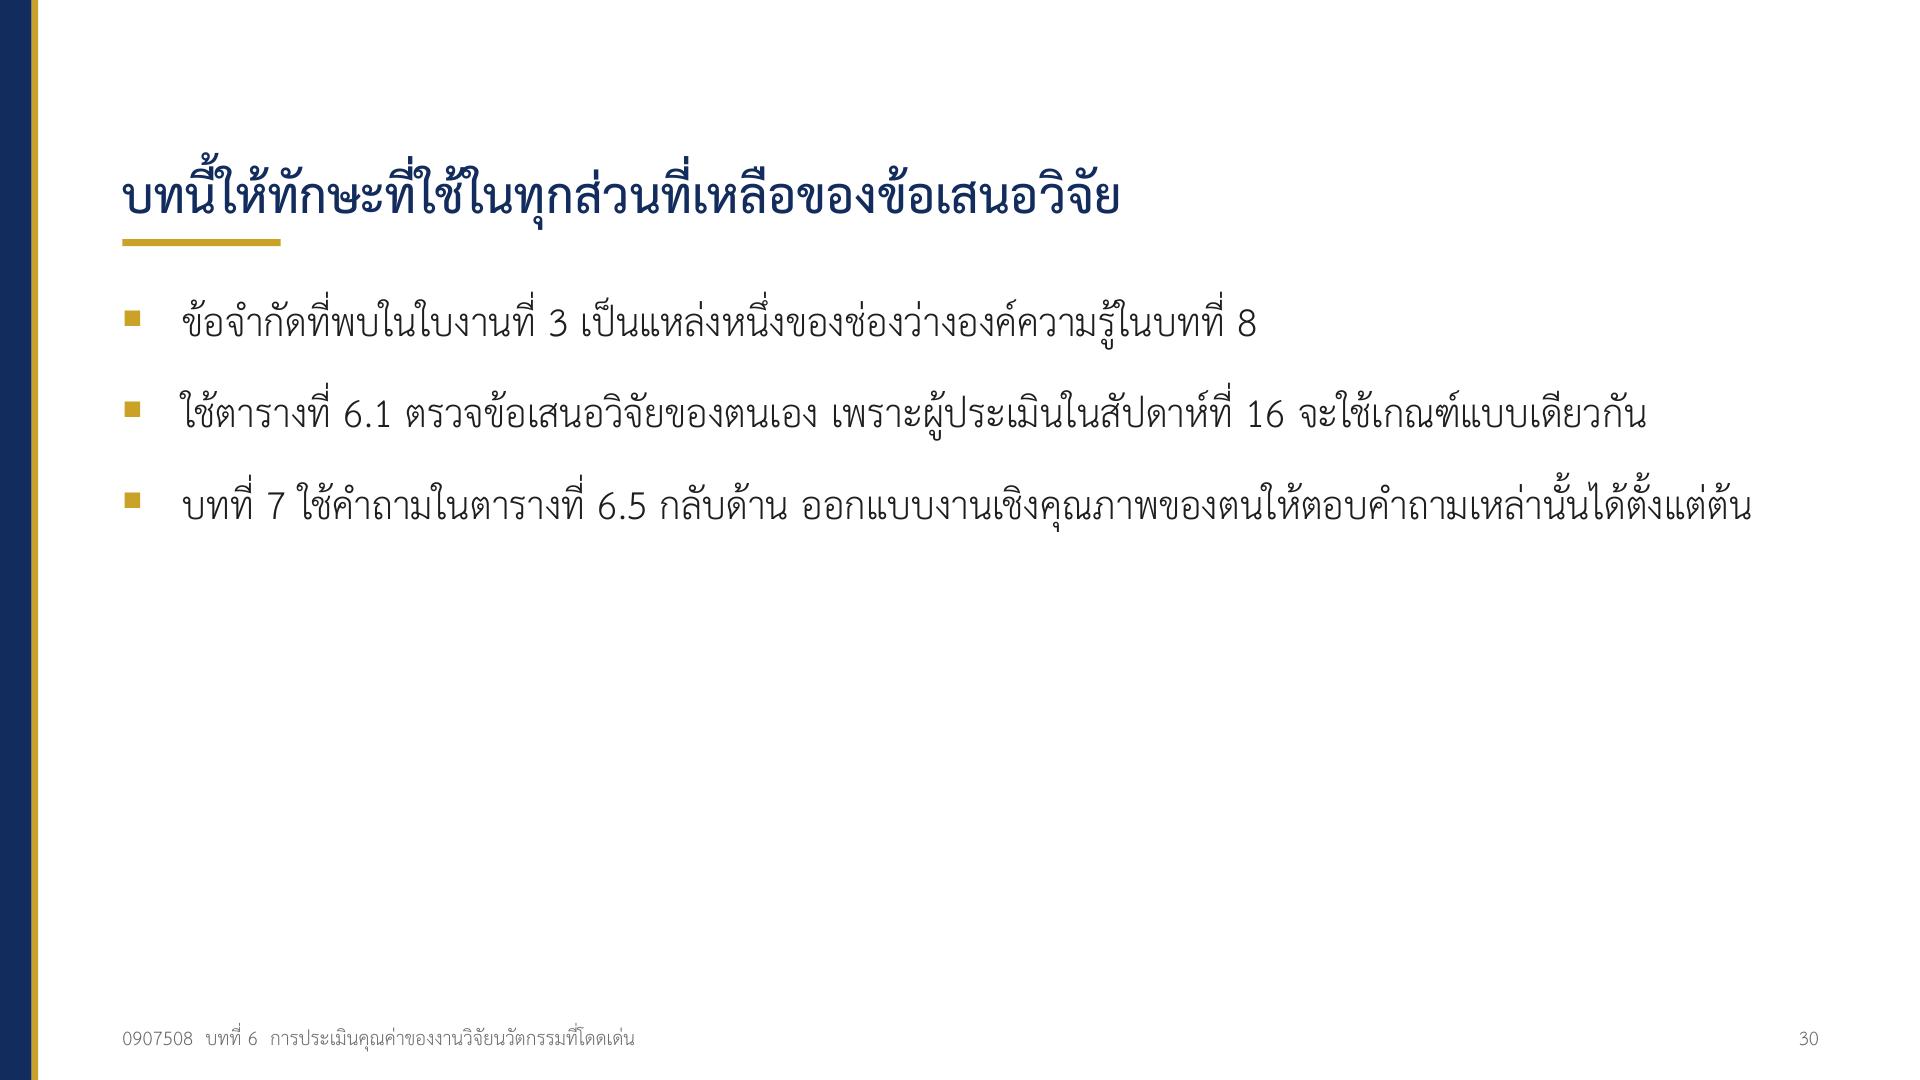 บทนี้ให้ทักษะที่ใช้ในทุกส่วนที่เหลือของข้อเสนอวิจัย
▪ ข้อจำกัดที่พบในใบงานที่ 3 เป็นแหล่งหนึ่งของช่องว่างองค์ความรู้ในบทที่ 8
▪ ใช้ตารางที่ 6.1 ตรวจข้อเสนอวิจัยของตนเอง เพราะผู้ประเมินในสัปดาห์ที่ 16 จะใช้เกณฑ์แบบเดียวกัน
▪ บทที่ 7 ใช้คำถามในตารางที่ 6.5 กลับด้าน ออกแบบงานเชิงคุณภาพของตนให้ตอบคำถามเหล่านั้นได้ตั้งแต่ต้น
0907508 บทที่ 6 การประเมินคุณค่าของงานวิจัยนวัตกรรมที่โดดเด่น
30